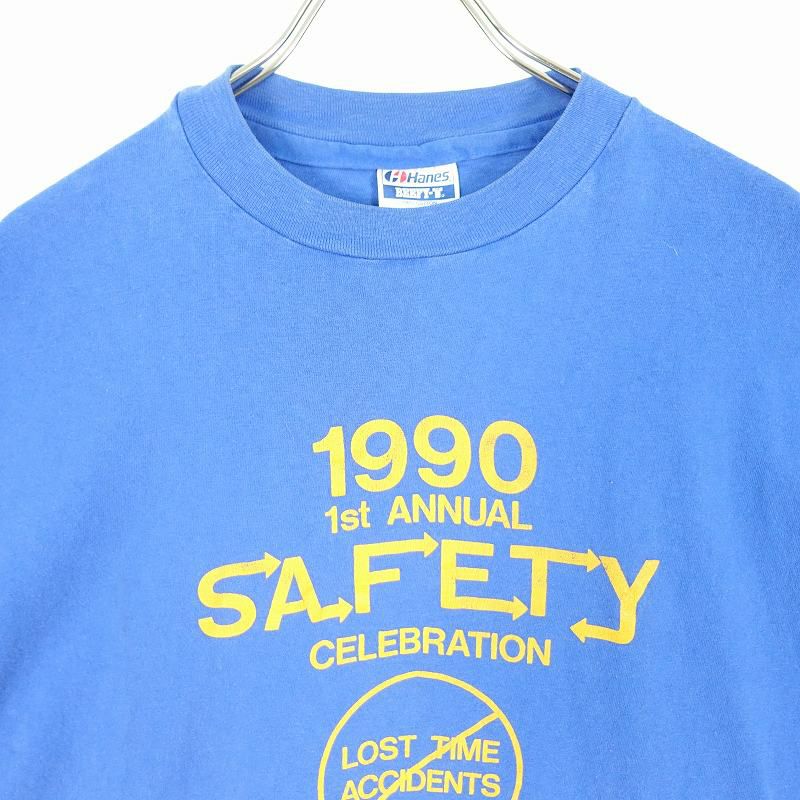 Hanes
BEEFY-T®
1990
1st ANNUAL
SAFETY
CELEBRATION
LOST TIME
ACCIDENTS